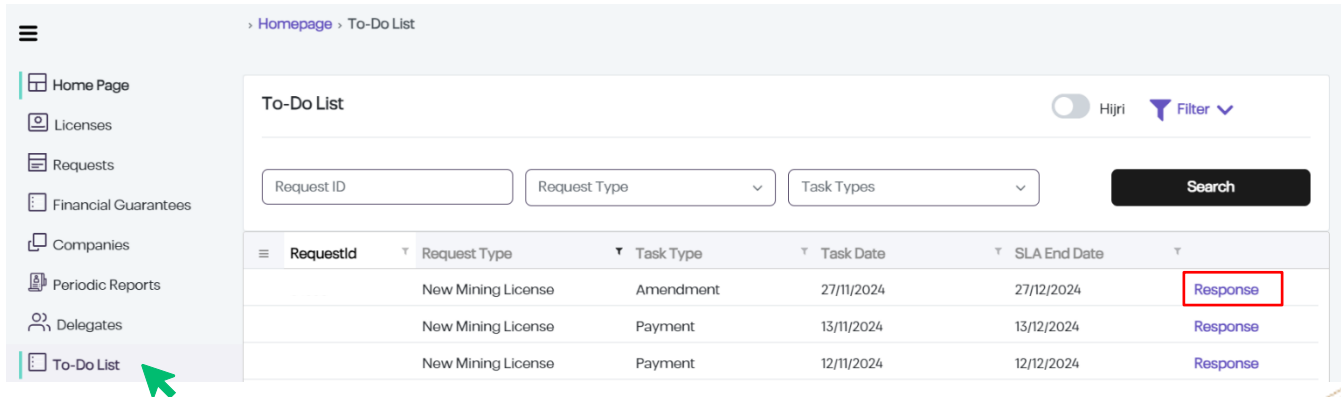 › Homepage › To-Do List
Home Page
Licenses
Requests
Financial Guarantees
Companies
Periodic Reports
Delegates
To-Do List
To-Do List
Hijri
Filter
Request ID
Request Type
Task Types
Search
RequestId Request Type Task Type Task Date SLA End Date
New Mining License Amendment 27/11/2024 27/12/2024 Response
New Mining License Payment 13/11/2024 13/12/2024 Response
New Mining License Payment 12/11/2024 12/12/2024 Response